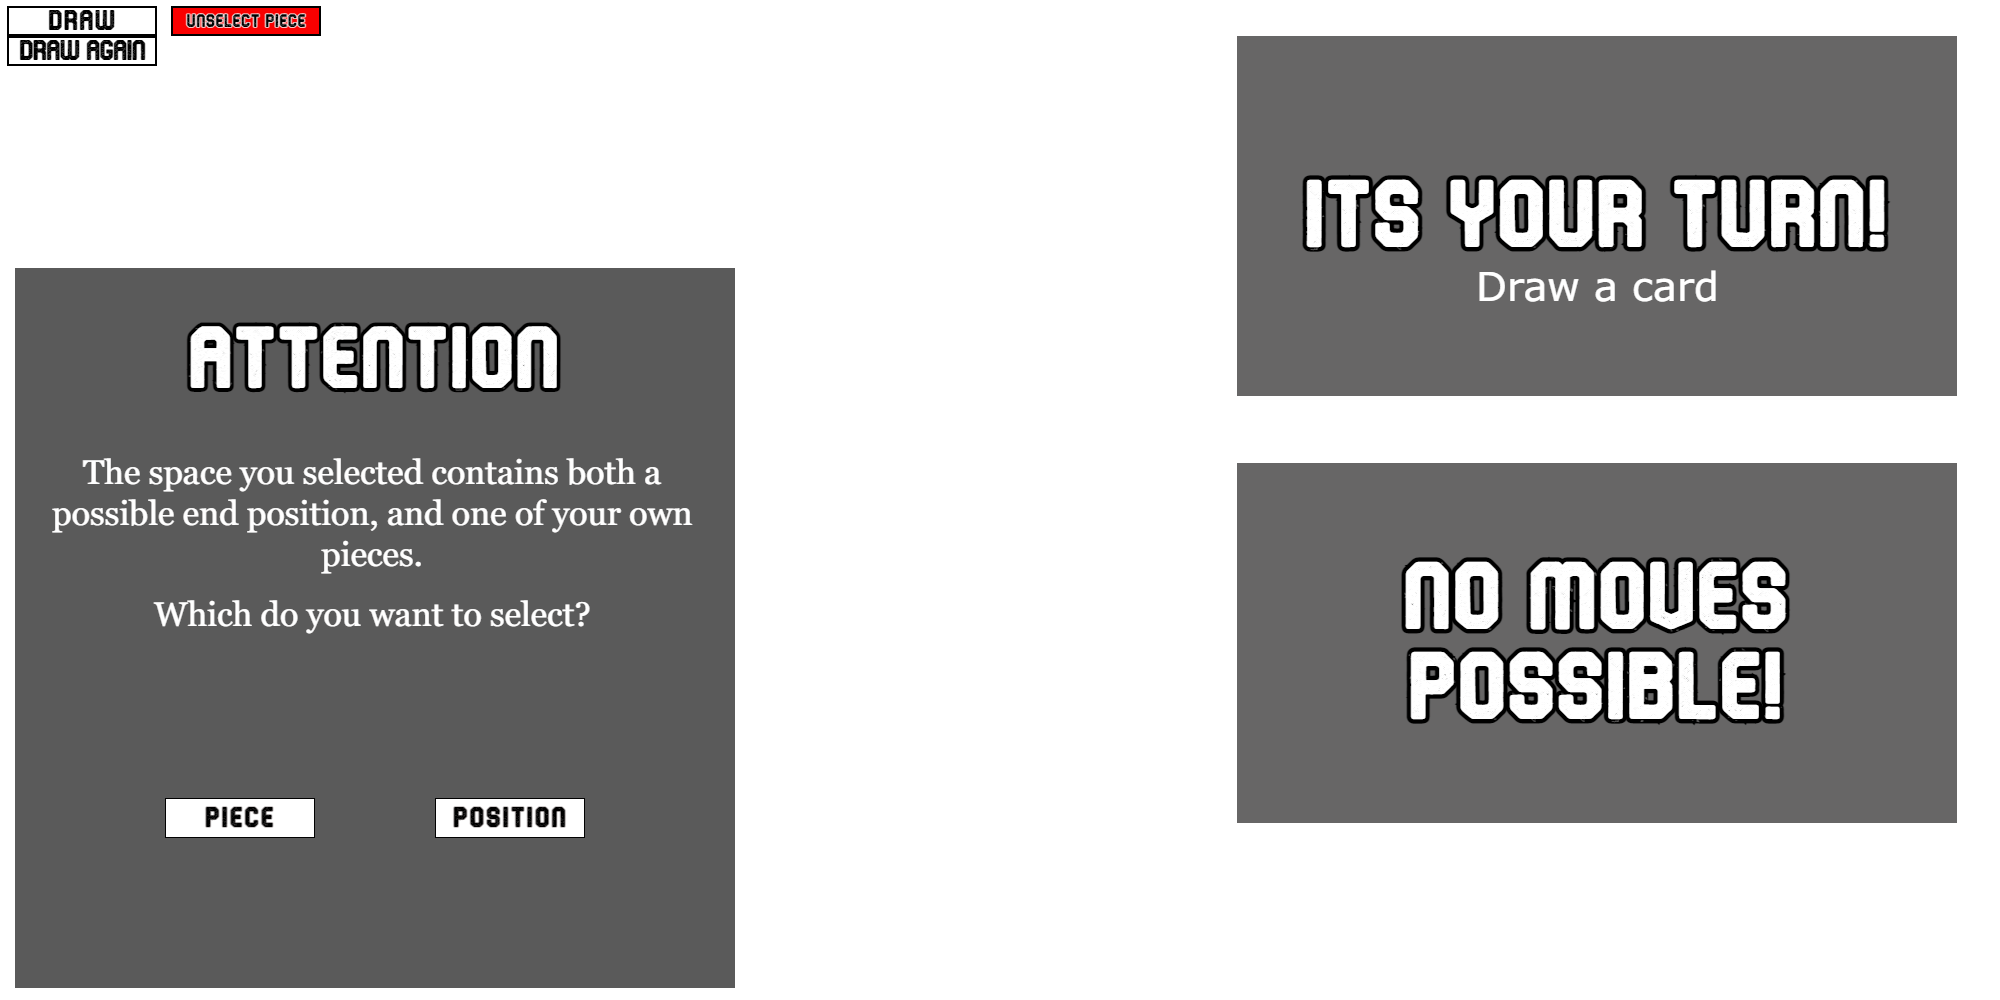 DRAW
DRAW AGAIN
UNSELECT PIECE
ATTENTION
The space you selected contains both a
possible end position, and one of your own
pieces.
Which do you want to select?
PIECE
POSITION
ITS YOUR TURN!
Draw a card
NO MOVES
POSSIBLE!